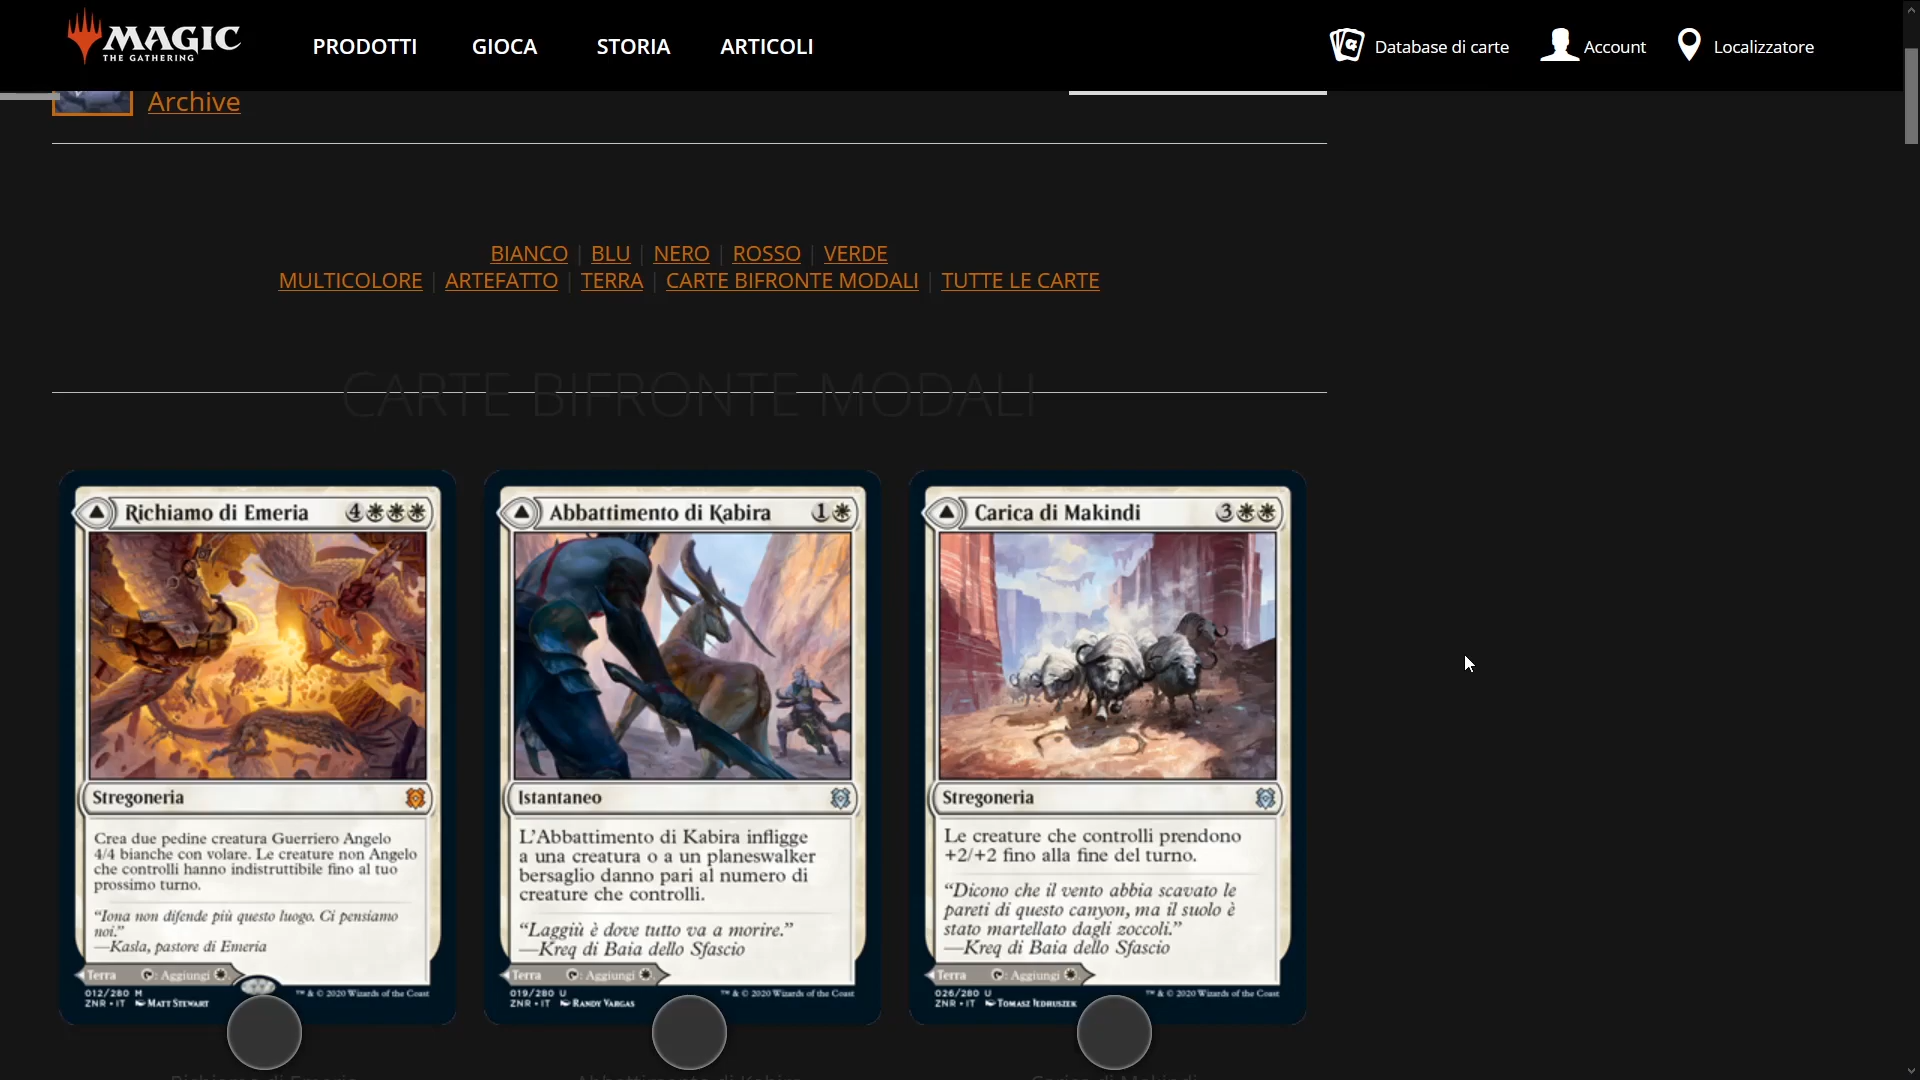 MAGIC
THE GATHERING
PRODOTTI
GIOCA
STORIA
ARTICOLI
Database di carte
Account
Localizzatore
Archive
BIANCO | BLU | NERO | ROSSO | VERDE
MULTICOLORE | ARTEFATTO | TERRA | CARTE BIFRONTE MODALI | TUTTE LE CARTE
CARTE BIFRONTE MODALI
Richiamo di Emeria 4
Stregoneria
Crea due pedine creatura Guerriero Angelo
4/4 bianche con volare. Le creature non Angelo
che controlli hanno indistruttibile fino al tuo
prossimo turno.
“Iona non difende più questo luogo. Ci pensiamo
noi.”
—Kasla, pastore di Emeria
Terra : Aggiungi
012/280 M
ZNR • IT MATT STEWART
™ & © 2020 Wizards of the Coast
Abbattimento di Kabira 1
Istantaneo
L’Abbattimento di Kabira infligge
a una creatura o a un planeswalker
bersaglio danno pari al numero di
creature che controlli.
“Laggiù è dove tutto va a morire.”
—Kreq di Baia dello Sfascio
Terra : Aggiungi .
019/280 U
ZNR • IT RANDY VARGAS
™ & © 2020 Wizards of the Coast
Carica di Makindi 3
Stregoneria
Le creature che controlli prendono
+2/+2 fino alla fine del turno.
“Dicono che il vento abbia scavato le
pareti di questo canyon, ma il suolo è
stato martellato dagli zoccoli.”
—Kreq di Baia dello Sfascio
Terra : Aggiungi .
026/280 U
ZNR • IT TOMASZ JEDRUSZEK
™ & © 2020 Wizards of the Coast